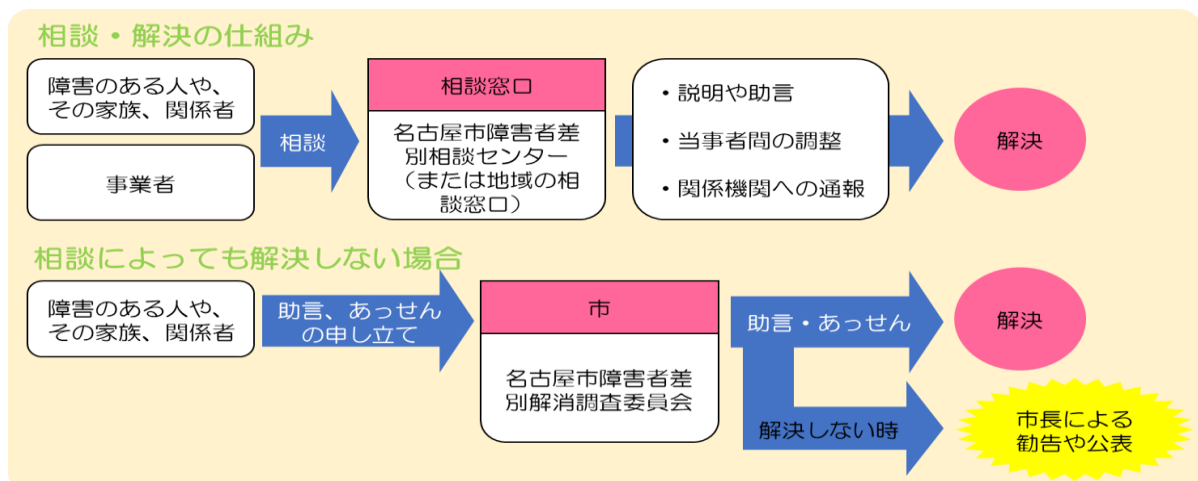 相談・解決の仕組み
障害のある人や、
その家族、関係者
事業者
相談
相談窓口
名古屋市障害者差
別相談センター
（または地域の相
談窓口）
・説明や助言
・当事者間の調整
・関係機関への通報
解決
相談によっても解決しない場合
障害のある人や、
その家族、関係者
助言、あっせん
の申し立て
市
名古屋市障害者差
別解消調査委員会
助言・あっせん
解決
解決しない時
市長による
勧告や公表